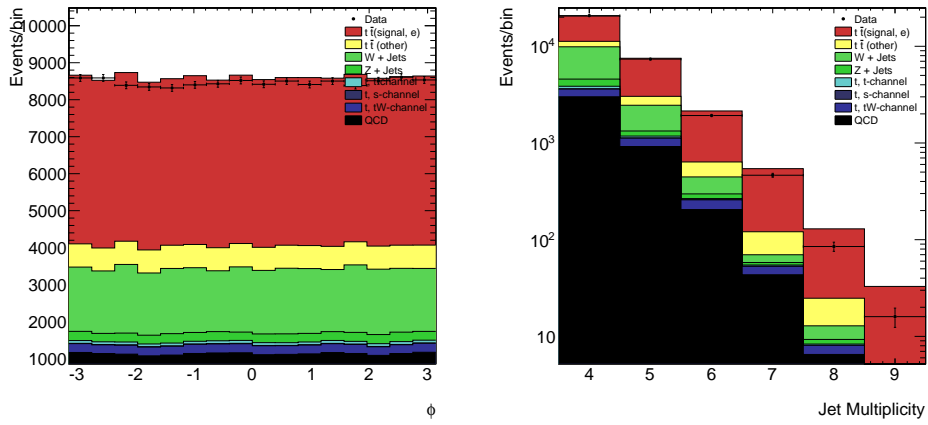 Events/bin
10000
9000
8000
7000
6000
5000
4000
3000
2000
1000
-3 -2 -1 0 1 2 3
ϕ
Data
t t̄(signal, e)
t t̄ (other)
W + Jets
Z + Jets
t, t-channel
t, s-channel
t, tW-channel
QCD
Events/bin
10⁴
10³
10²
10
4 5 6 7 8 9
Jet Multiplicity
Data
t t̄(signal, e)
t t̄ (other)
W + Jets
Z + Jets
t, t-channel
t, s-channel
t, tW-channel
QCD